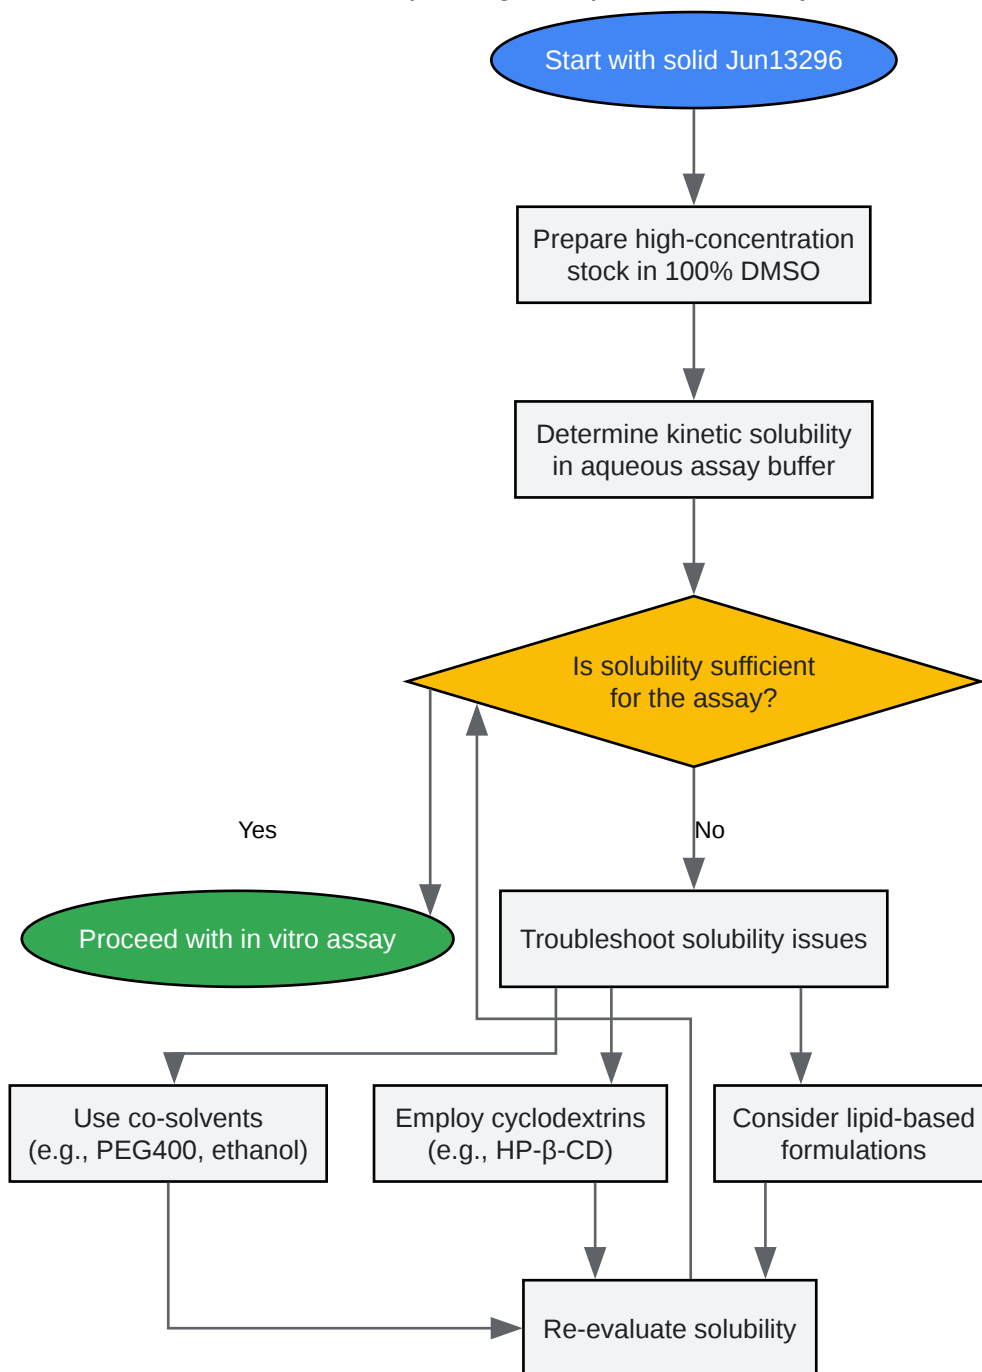 Start with solid Jun13296
Prepare high-concentration
stock in 100% DMSO
Determine kinetic solubility
in aqueous assay buffer
Is solubility sufficient
for the assay?
Yes
No
Proceed with in vitro assay
Troubleshoot solubility issues
Use co-solvents
(e.g., PEG400, ethanol)
Employ cyclodextrins
(e.g., HP-β-CD)
Consider lipid-based
formulations
Re-evaluate solubility